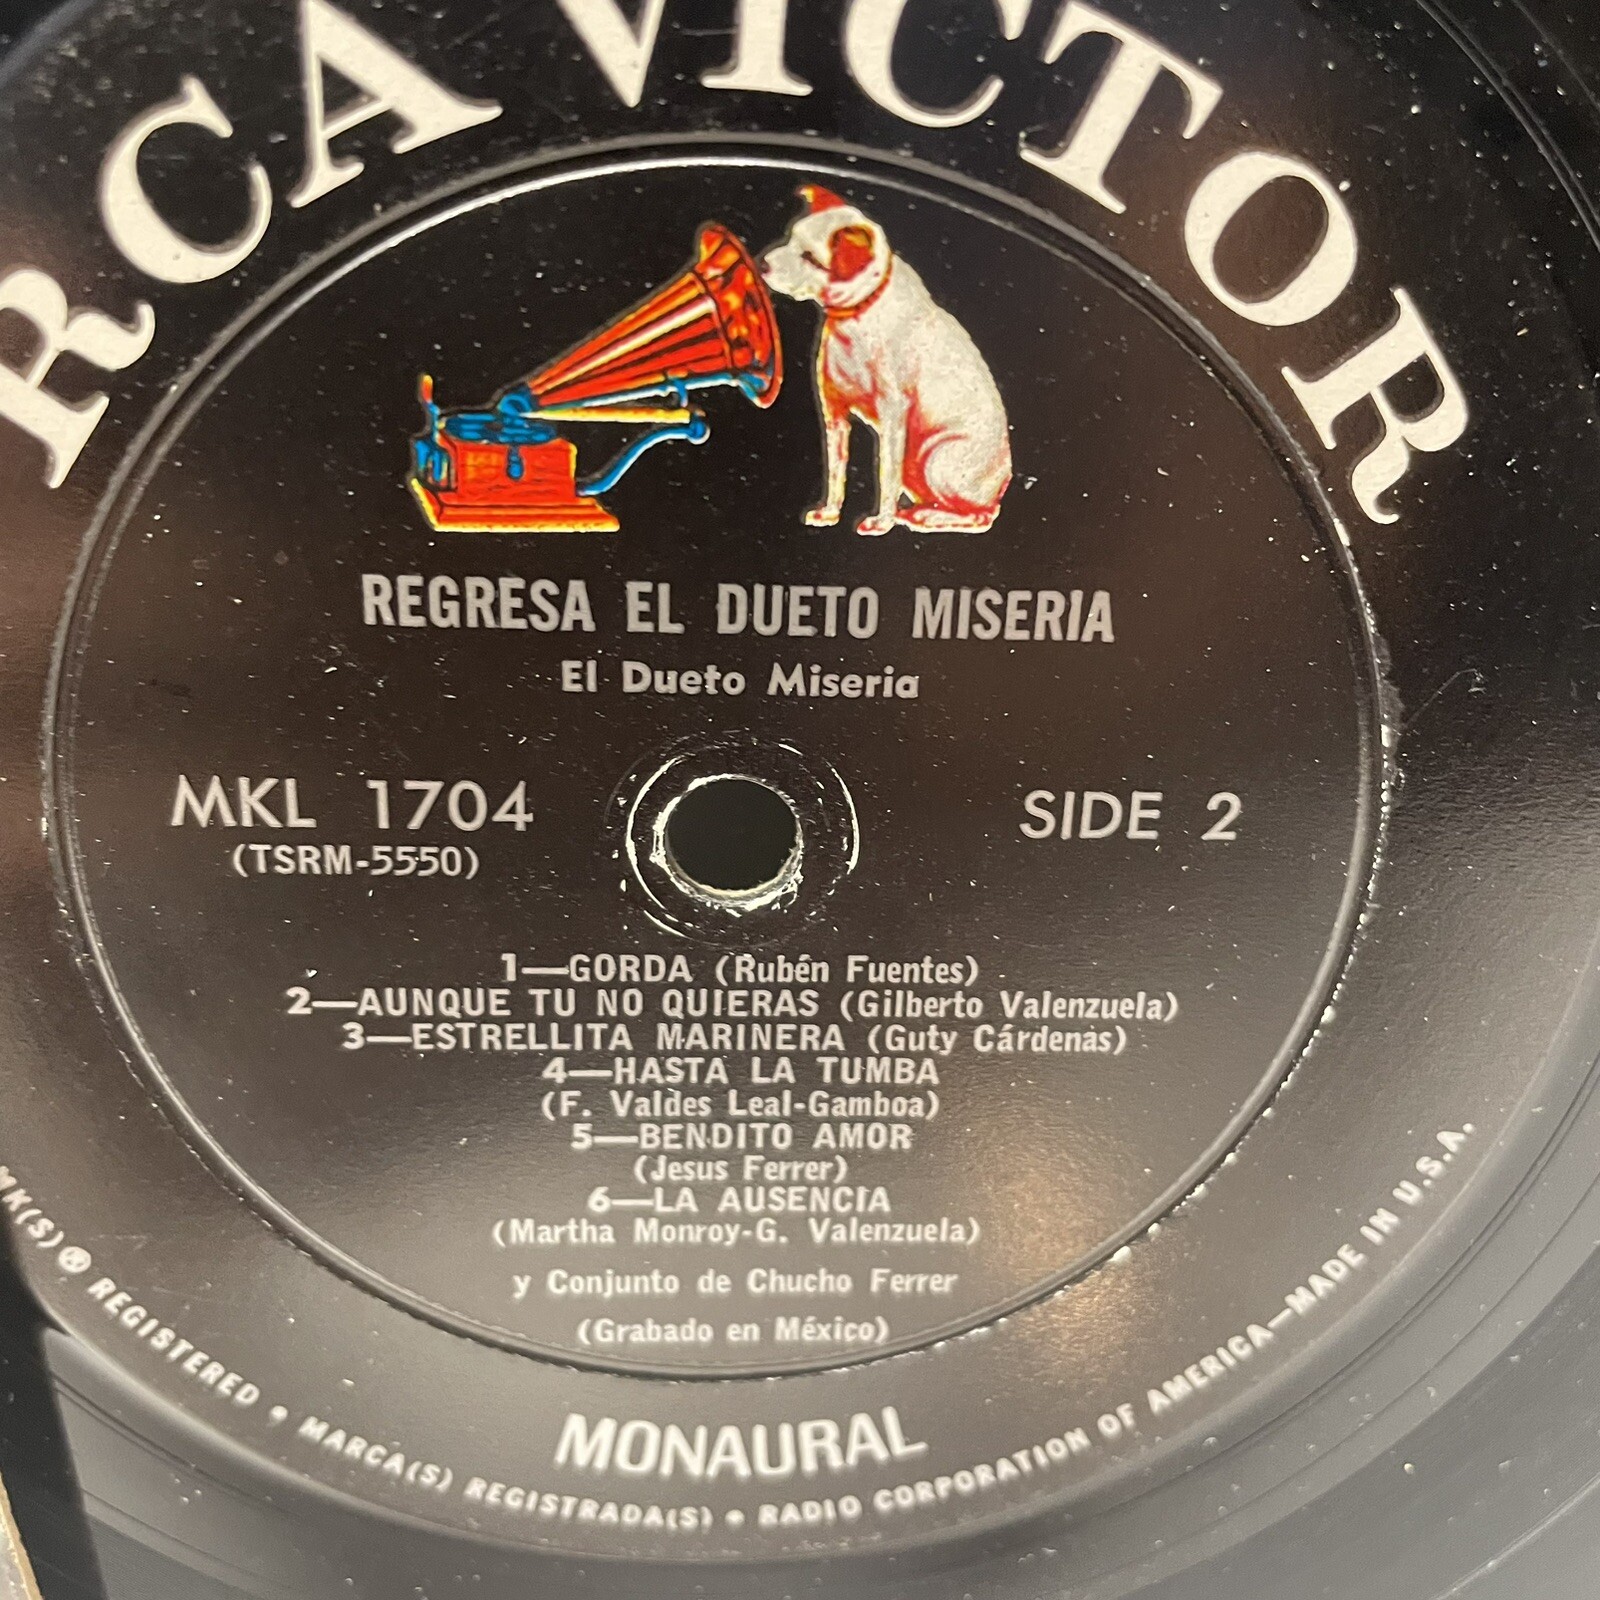 RCA VICTOR
REGRESA EL DUETO MISERIA
El Dueto Miseria
MKL 1704
(TSRM-5550)
SIDE 2
1—GORDA (Rubén Fuentes)
2—AUNQUE TU NO QUIERAS (Gilberto Valenzuela)
3—ESTRELLITA MARINERA (Guty Cárdenas)
4—HASTA LA TUMBA
(F. Valdes Leal-Gamboa)
5—BENDITO AMOR
(Jesus Ferrer)
6—LA AUSENCIA
(Martha Monroy-G. Valenzuela)
y Conjunto de Chucho Ferrer
(Grabado en México)
MONAURAL
® REGISTERED • MARCA(S) REGISTRADA(S) • RADIO CORPORATION OF AMERICA—MADE IN U.S.A.